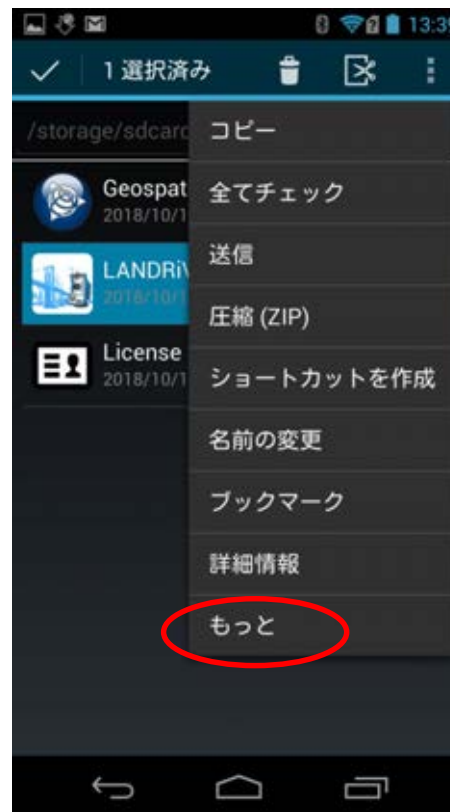 13:39
1 選択済み
/storage/sdcard
コピー
Geospat
2018/10/1
全てチェック
LANDRiV
2018/10/1
送信
圧縮 (ZIP)
License
2018/10/1
ショートカットを作成
名前の変更
ブックマーク
詳細情報
もっと